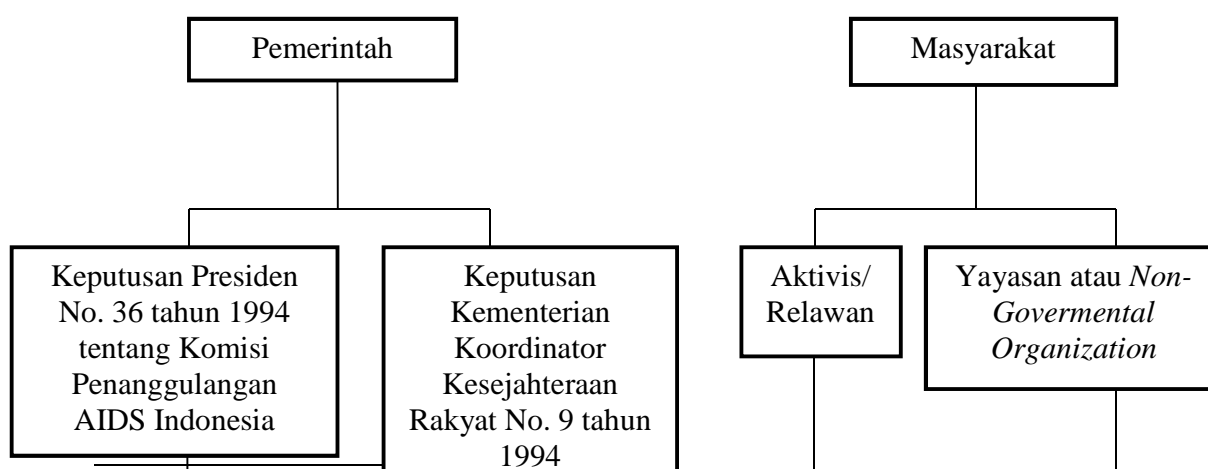 Pemerintah
Masyarakat
Keputusan Presiden
No. 36 tahun 1994
tentang Komisi
Penanggulangan
AIDS Indonesia
Keputusan
Kementerian
Koordinator
Kesejahteraan
Rakyat No. 9 tahun
1994
Aktivis/
Relawan
Yayasan atau Non-
Govermental
Organization